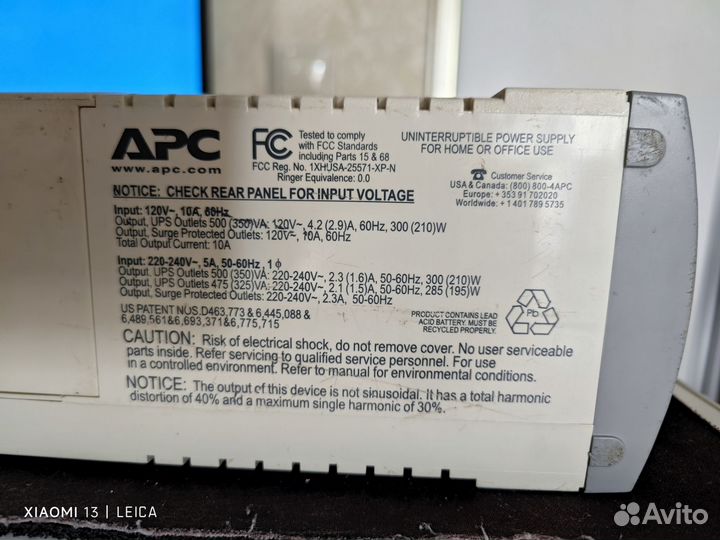 APC
www.apc.com
FC
Tested to comply
with FCC Standards
including Parts 15 & 68
FCC Reg. No. 1XHUSA-25571-XP-N
Ringer Equivalence: 0.0
UNINTERRUPTIBLE POWER SUPPLY
FOR HOME OR OFFICE USE
Customer Service
USA & Canada: (800) 800-4APC
Europe: + 353 91 702020
Worldwide: + 1 401 789 5735
NOTICE: CHECK REAR PANEL FOR INPUT VOLTAGE
Input: 120V~, 10A, 60Hz
Output, UPS Outlets 500 (350)VA: 120V~, 4.2 (2.9)A, 60Hz, 300 (210)W
Output, Surge Protected Outlets: 120V~, 10A, 60Hz
Total Output Current: 10A
Input: 220-240V~, 5A, 50-60Hz, 1 ϕ
Output, UPS Outlets 500 (350)VA: 220-240V~, 2.3 (1.6)A, 50-60Hz, 300 (210)W
Output, UPS Outlets 475 (325)VA: 220-240V~, 2.1 (1.5)A, 50-60Hz, 285 (195)W
Output, Surge Protected Outlets: 220-240V~, 2.3A, 50-60Hz
US PATENT NUS.D463,773 & 6,445,088 &
6,489,561&6,693,371&6,775,715
PRODUCT CONTAINS LEAD
ACID BATTERY. MUST BE
RECYCLED PROPERLY.
Pb
CAUTION: Risk of electrical shock, do not remove cover. No user serviceable
parts inside. Refer servicing to qualified service personnel. For use
in a controlled environment. Refer to manual for environmental conditions.
NOTICE: The output of this device is not sinusoidal. It has a total harmonic
distortion of 40% and a maximum single harmonic of 30%.
XIAOMI 13 | LEICA
Avito